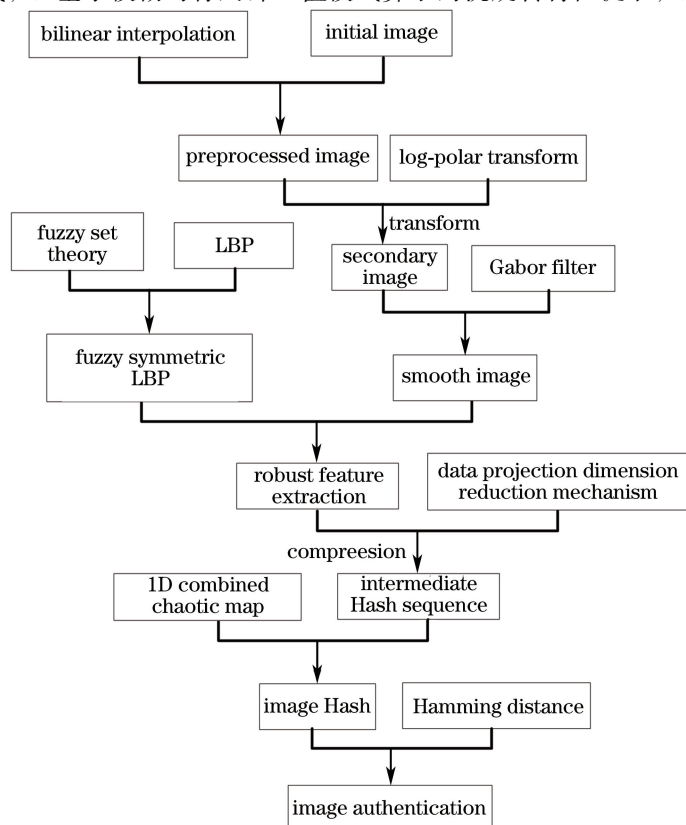 bilinear interpolation
initial image
preprocessed image
log-polar transform
transform
fuzzy set
theory
LBP
secondary
image
Gabor filter
fuzzy symmetric
LBP
smooth image
robust feature
extraction
data projection dimension
reduction mechanism
compreesion
1D combined
chaotic map
intermediate
Hash sequence
image Hash
Hamming distance
image authentication